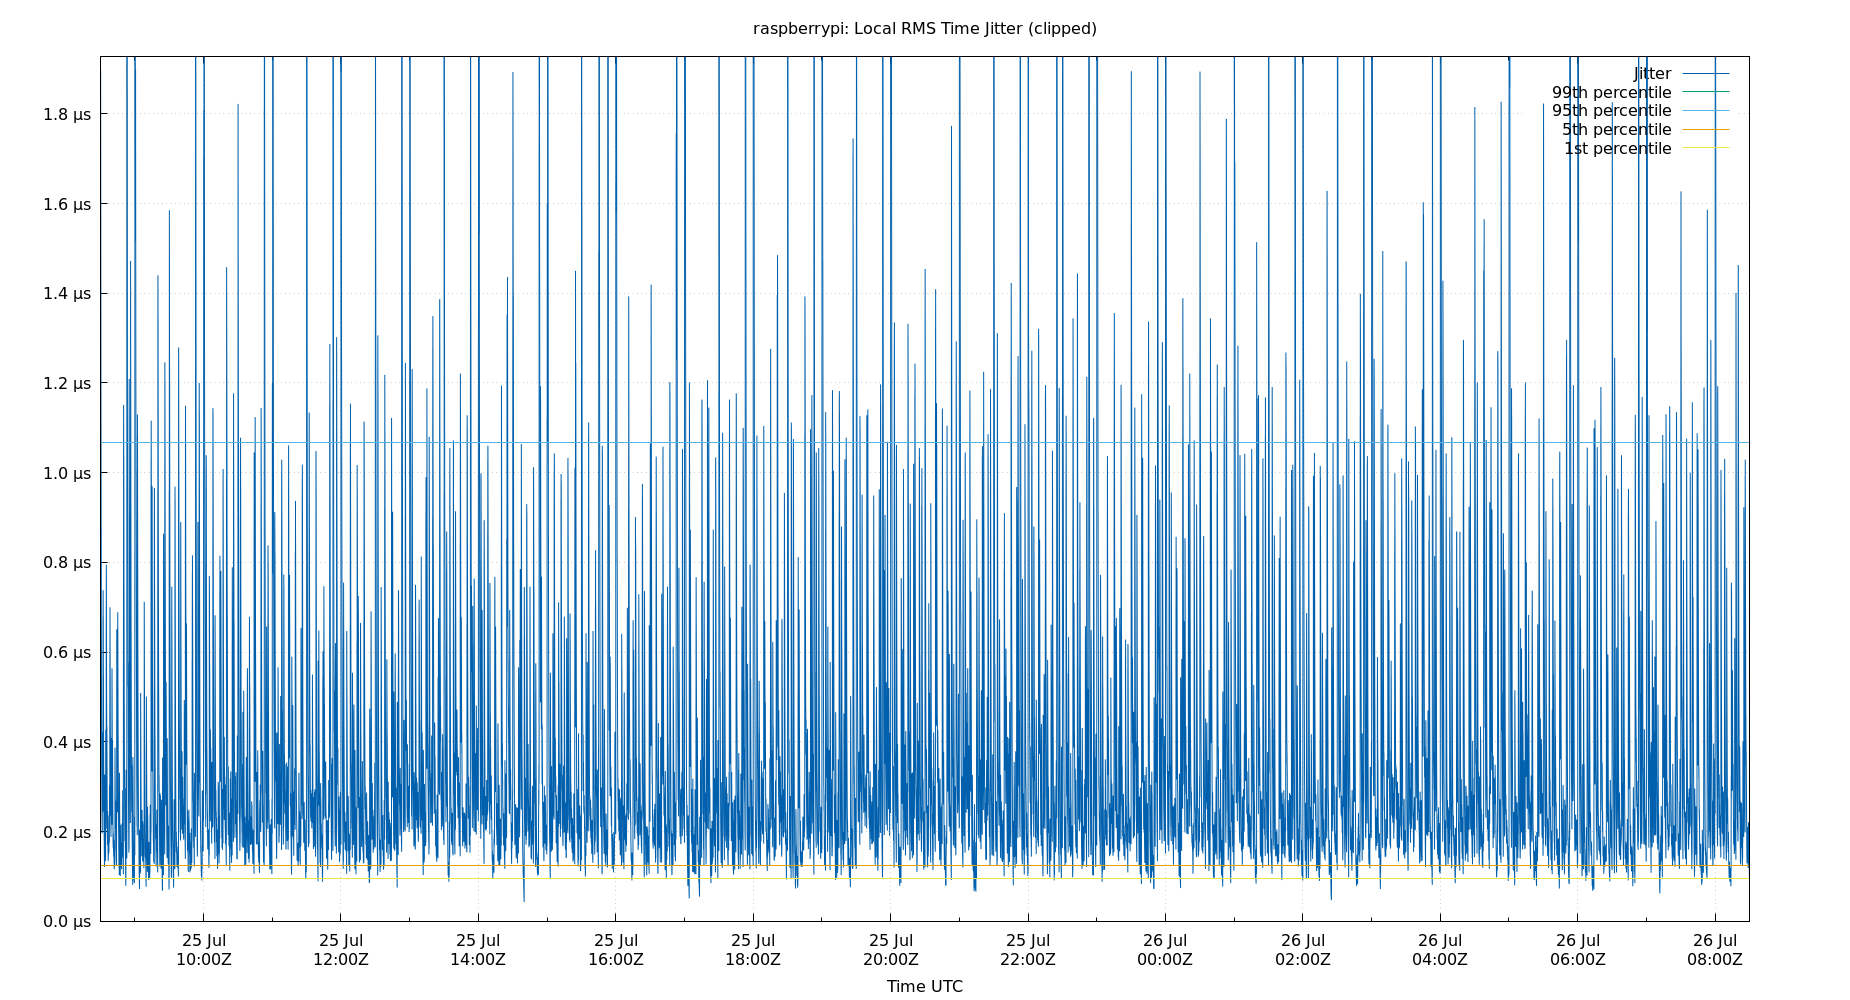 raspberrypi: Local RMS Time Jitter (clipped)
Jitter
99th percentile
95th percentile
5th percentile
1st percentile
1.8 µs
1.6 µs
1.4 µs
1.2 µs
1.0 µs
0.8 µs
0.6 µs
0.4 µs
0.2 µs
0.0 µs
25 Jul 25 Jul 25 Jul 25 Jul 25 Jul 25 Jul 25 Jul 26 Jul 26 Jul 26 Jul 26 Jul 26 Jul
10:00Z 12:00Z 14:00Z 16:00Z 18:00Z 20:00Z 22:00Z 00:00Z 02:00Z 04:00Z 06:00Z 08:00Z
Time UTC